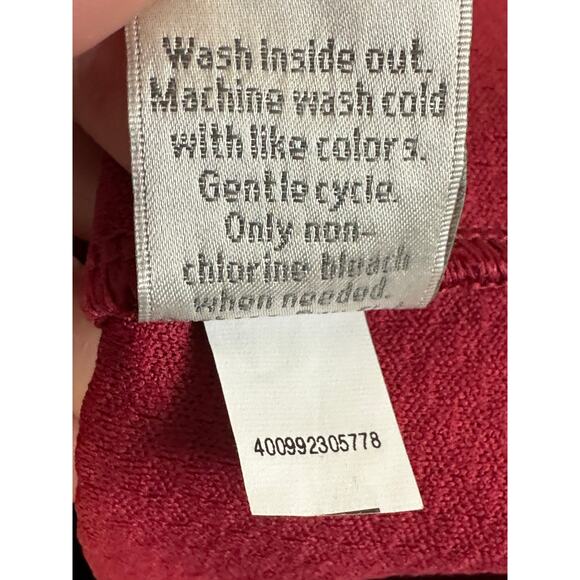 Wash inside out.
Machine wash cold
with like colors.
Gentle cycle.
Only non-
chlorine bleach
when needed.
400992305778